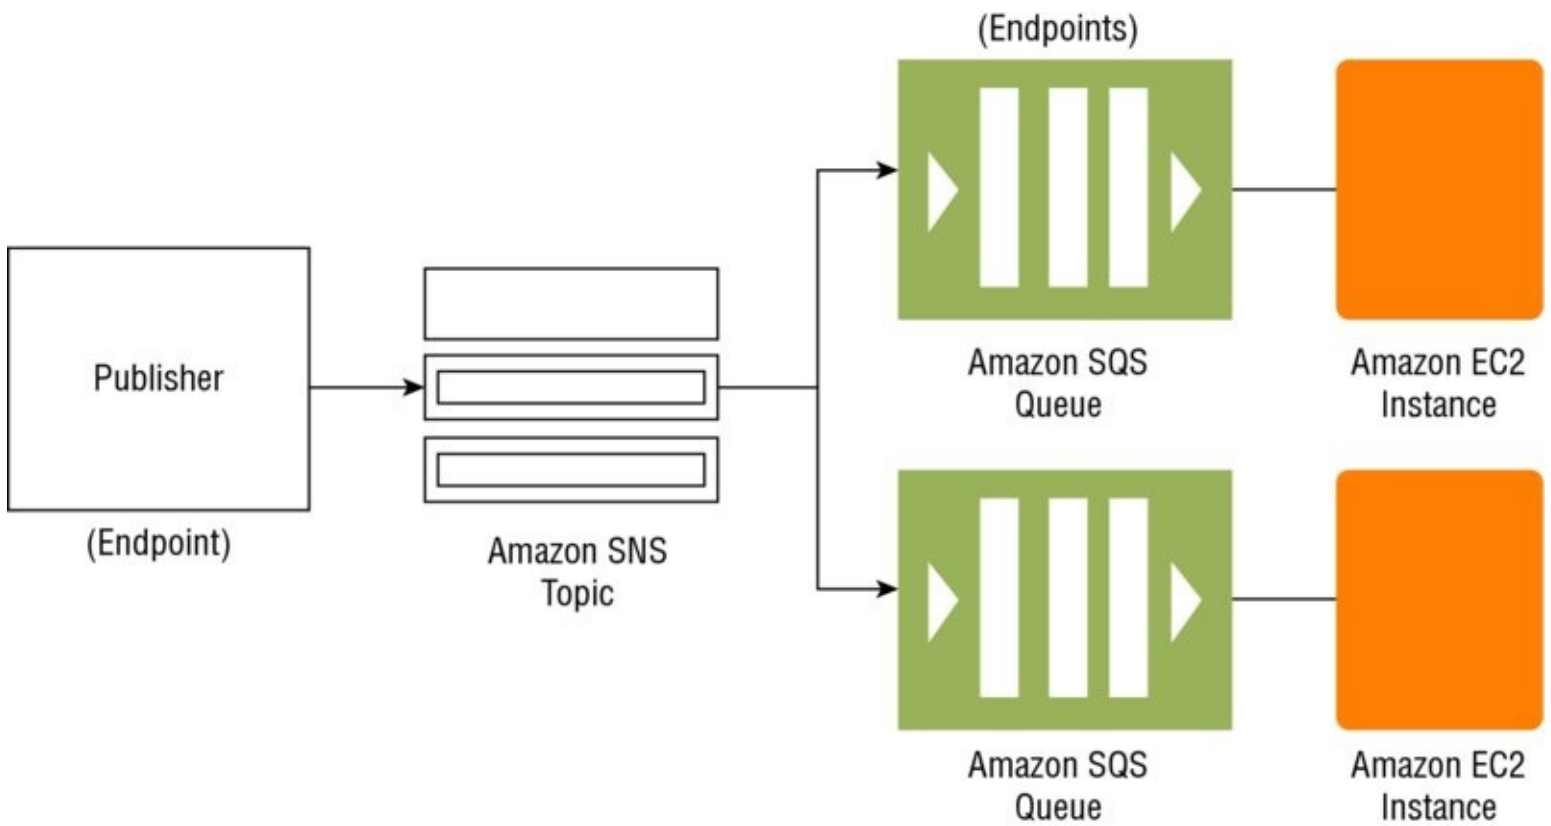 (Endpoints)
Publisher
(Endpoint)
Amazon SNS
Topic
Amazon SQS
Queue
Amazon EC2
Instance
Amazon SQS
Queue
Amazon EC2
Instance